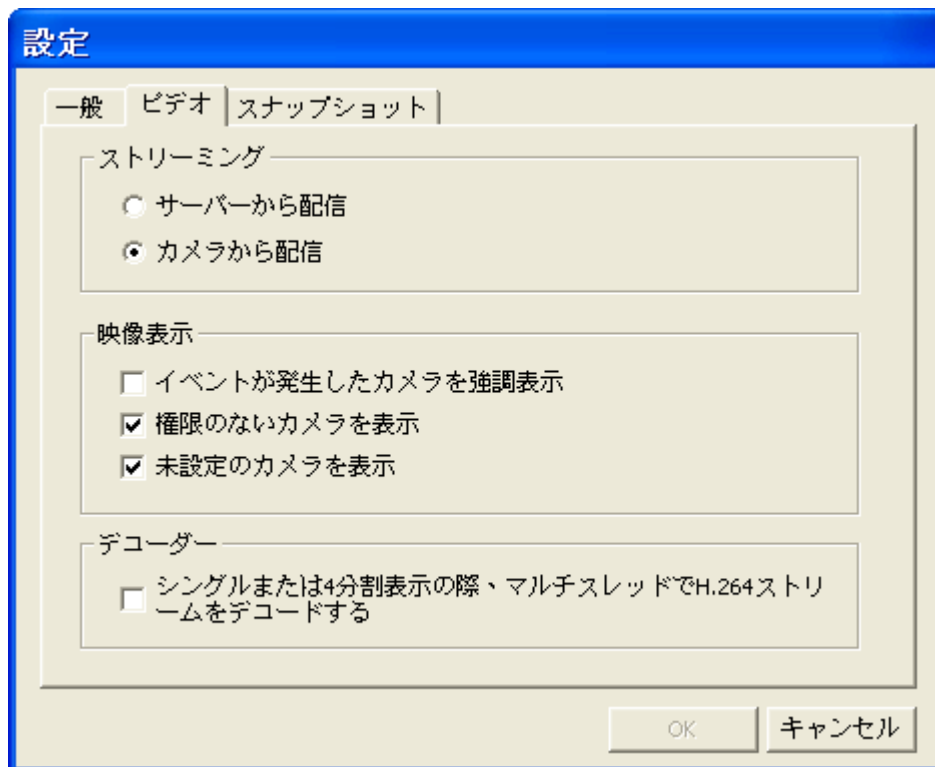 設定
一般 ビデオ スナップショット
ストリーミング
サーバーから配信
カメラから配信
映像表示
イベントが発生したカメラを強調表示
権限のないカメラを表示
未設定のカメラを表示
デコーダー
シングルまたは4分割表示の際、マルチスレッドでH.264ストリ
ームをデコードする
OK キャンセル